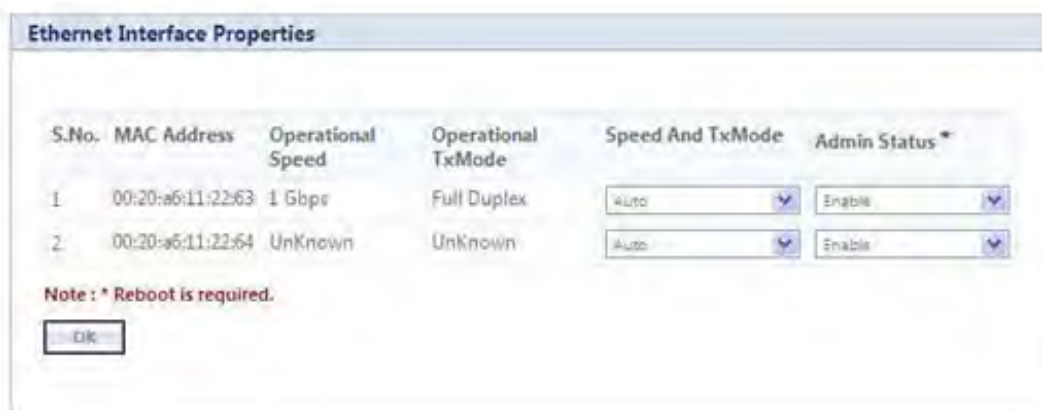 Ethernet Interface Properties
S.No. MAC Address Operational Speed Operational TxMode Speed And TxMode Admin Status *
1 00:20:a6:11:22:63 1 Gbps Full Duplex Auto Enable
2 00:20:a6:11:22:64 UnKnown UnKnown Auto Enable
Note : * Reboot is required.
OK